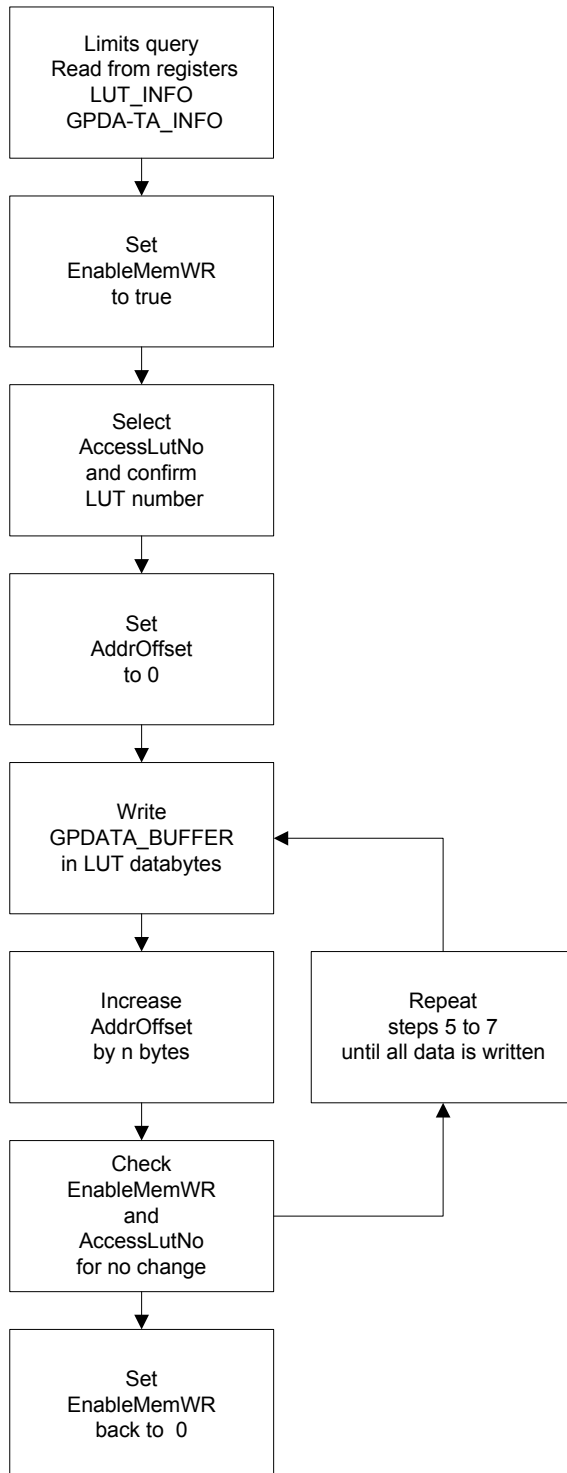 Limits query
Read from registers
LUT_INFO
GPDA-TA_INFO
Set
EnableMemWR
to true
Select
AccessLutNo
and confirm
LUT number
Set
AddrOffset
to 0
Write
GPDATA_BUFFER
in LUT databytes
Increase
AddrOffset
by n bytes
Repeat
steps 5 to 7
until all data is written
Check
EnableMemWR
and
AccessLutNo
for no change
Set
EnableMemWR
back to 0